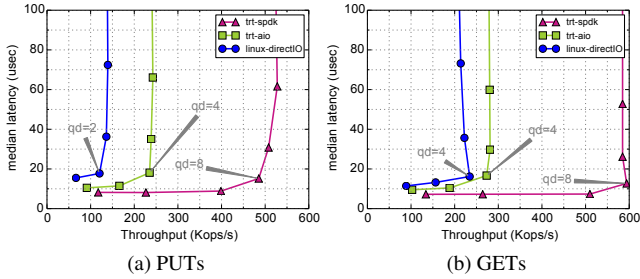 100
80
60
40
20
0
median latency (usec)
trt-spdk
trt-aio
linux-directIO
qd=2
qd=4
qd=8
0 100 200 300 400 500 600
Throughput (Kops/s)
(a) PUTs
100
80
60
40
20
0
median latency (usec)
trt-spdk
trt-aio
linux-directIO
qd=4
qd=4
qd=8
0 100 200 300 400 500 600
Throughput (Kops/s)
(b) GETs